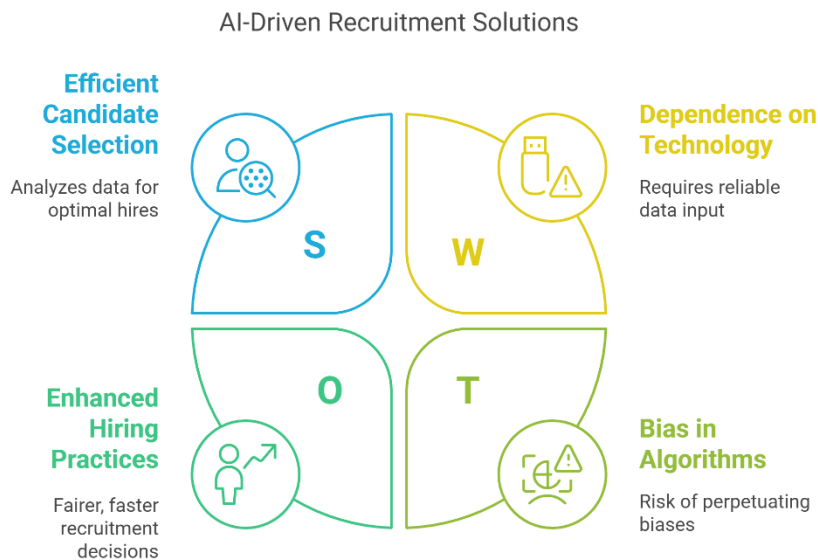 AI-Driven Recruitment Solutions
Efficient
Candidate
Selection
Analyzes data for
optimal hires
S
W
Dependence on
Technology
Requires reliable
data input
Enhanced
Hiring
Practices
Fairer, faster
recruitment
decisions
O
T
Bias in
Algorithms
Risk of perpetuating
biases